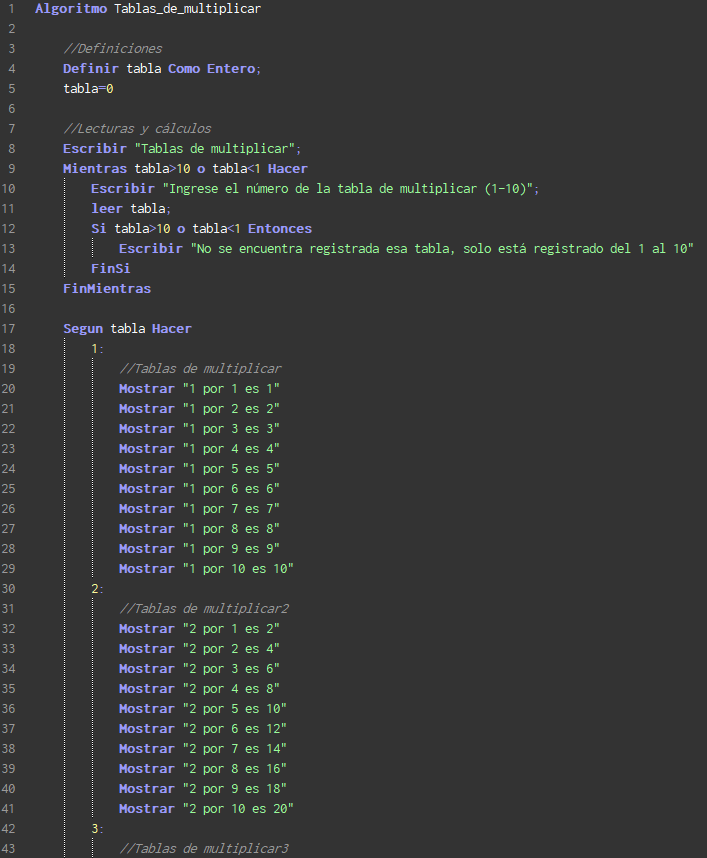 1 Algoritmo Tablas_de_multiplicar
2
3 //Definiciones
4 Definir tabla Como Entero;
5 tabla=0
6
7 //Lecturas y cálculos
8 Escribir "Tablas de multiplicar";
9 Mientras tabla>10 o tabla<1 Hacer
10 Escribir "Ingrese el número de la tabla de multiplicar (1-10)";
11 leer tabla;
12 Si tabla>10 o tabla<1 Entonces
13 Escribir "No se encuentra registrada esa tabla, solo está registrado del 1 al 10"
14 FinSi
15 FinMientras
16
17 Segun tabla Hacer
18 1:
19 //Tablas de multiplicar
20 Mostrar "1 por 1 es 1"
21 Mostrar "1 por 2 es 2"
22 Mostrar "1 por 3 es 3"
23 Mostrar "1 por 4 es 4"
24 Mostrar "1 por 5 es 5"
25 Mostrar "1 por 6 es 6"
26 Mostrar "1 por 7 es 7"
27 Mostrar "1 por 8 es 8"
28 Mostrar "1 por 9 es 9"
29 Mostrar "1 por 10 es 10"
30 2:
31 //Tablas de multiplicar2
32 Mostrar "2 por 1 es 2"
33 Mostrar "2 por 2 es 4"
34 Mostrar "2 por 3 es 6"
35 Mostrar "2 por 4 es 8"
36 Mostrar "2 por 5 es 10"
37 Mostrar "2 por 6 es 12"
38 Mostrar "2 por 7 es 14"
39 Mostrar "2 por 8 es 16"
40 Mostrar "2 por 9 es 18"
41 Mostrar "2 por 10 es 20"
42 3:
43 //Tablas de multiplicar3